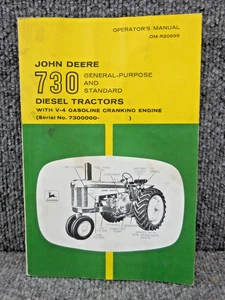 OPERATOR'S MANUAL
OM-R20698
JOHN DEERE
730 GENERAL-PURPOSE
AND
STANDARD
DIESEL TRACTORS
WITH V-4 GASOLINE CRANKING ENGINE
(Serial No. 7300000- )